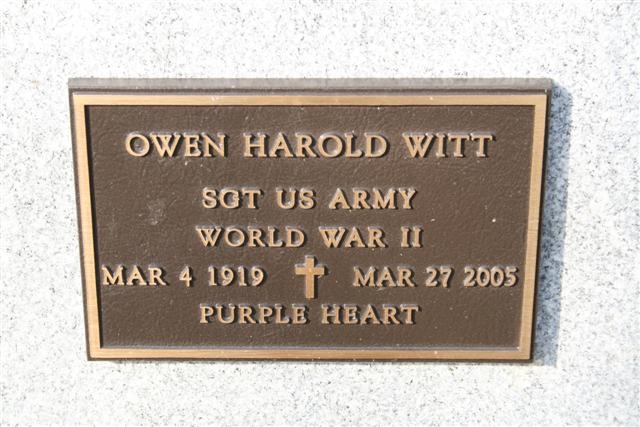 OWEN HAROLD WITT
SGT US ARMY
WORLD WAR II
MAR 4 1919 MAR 27 2005
PURPLE HEART